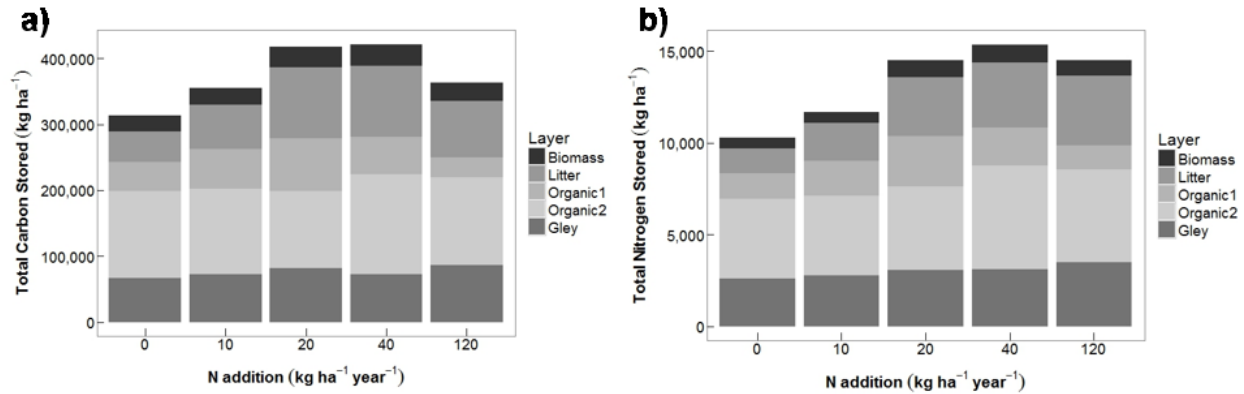 a)
Total Carbon Stored (kg ha⁻¹)
400,000
300,000
200,000
100,000
0
0 10 20 40 120
N addition (kg ha⁻¹ year⁻¹)
Layer
Biomass
Litter
Organic1
Organic2
Gley
b)
Total Nitrogen Stored (kg ha⁻¹)
15,000
10,000
5,000
0
0 10 20 40 120
N addition (kg ha⁻¹ year⁻¹)
Layer
Biomass
Litter
Organic1
Organic2
Gley